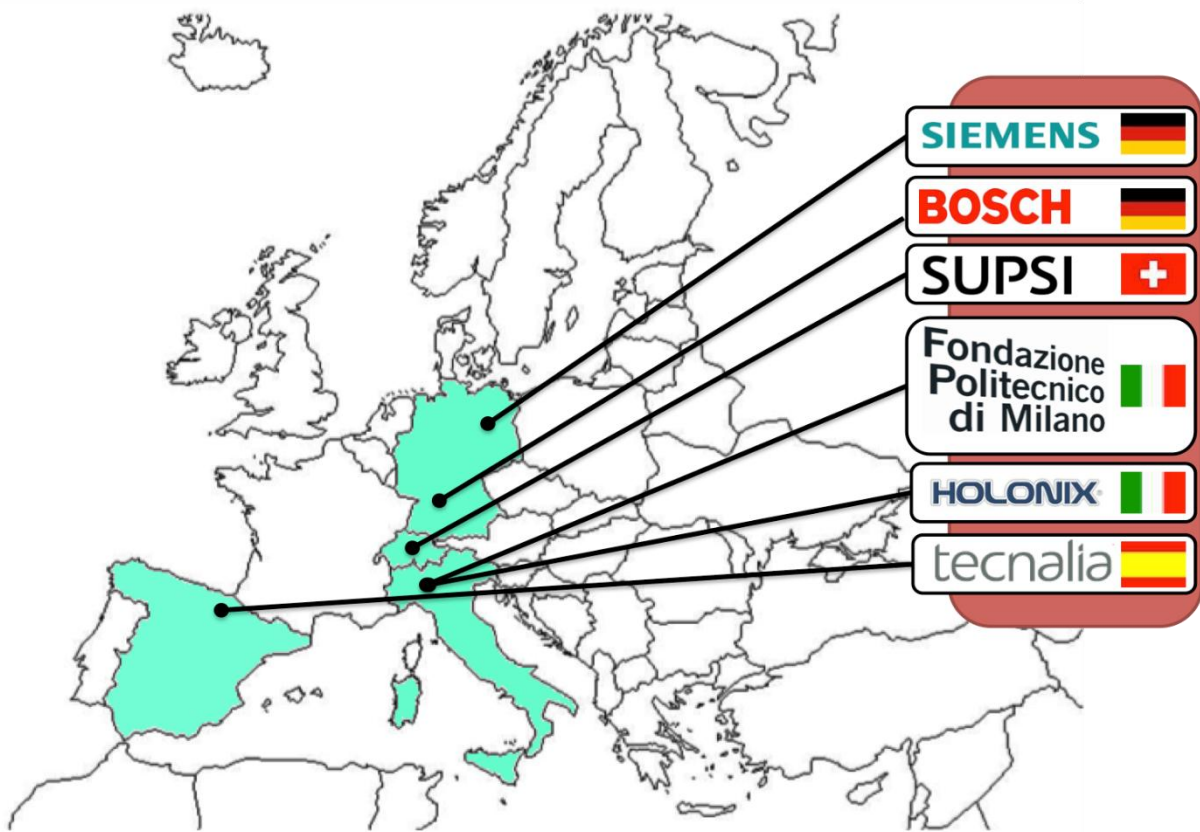 SIEMENS
BOSCH
SUPSI
Fondazione
Politecnico
di Milano
HOLONIX
tecnalia